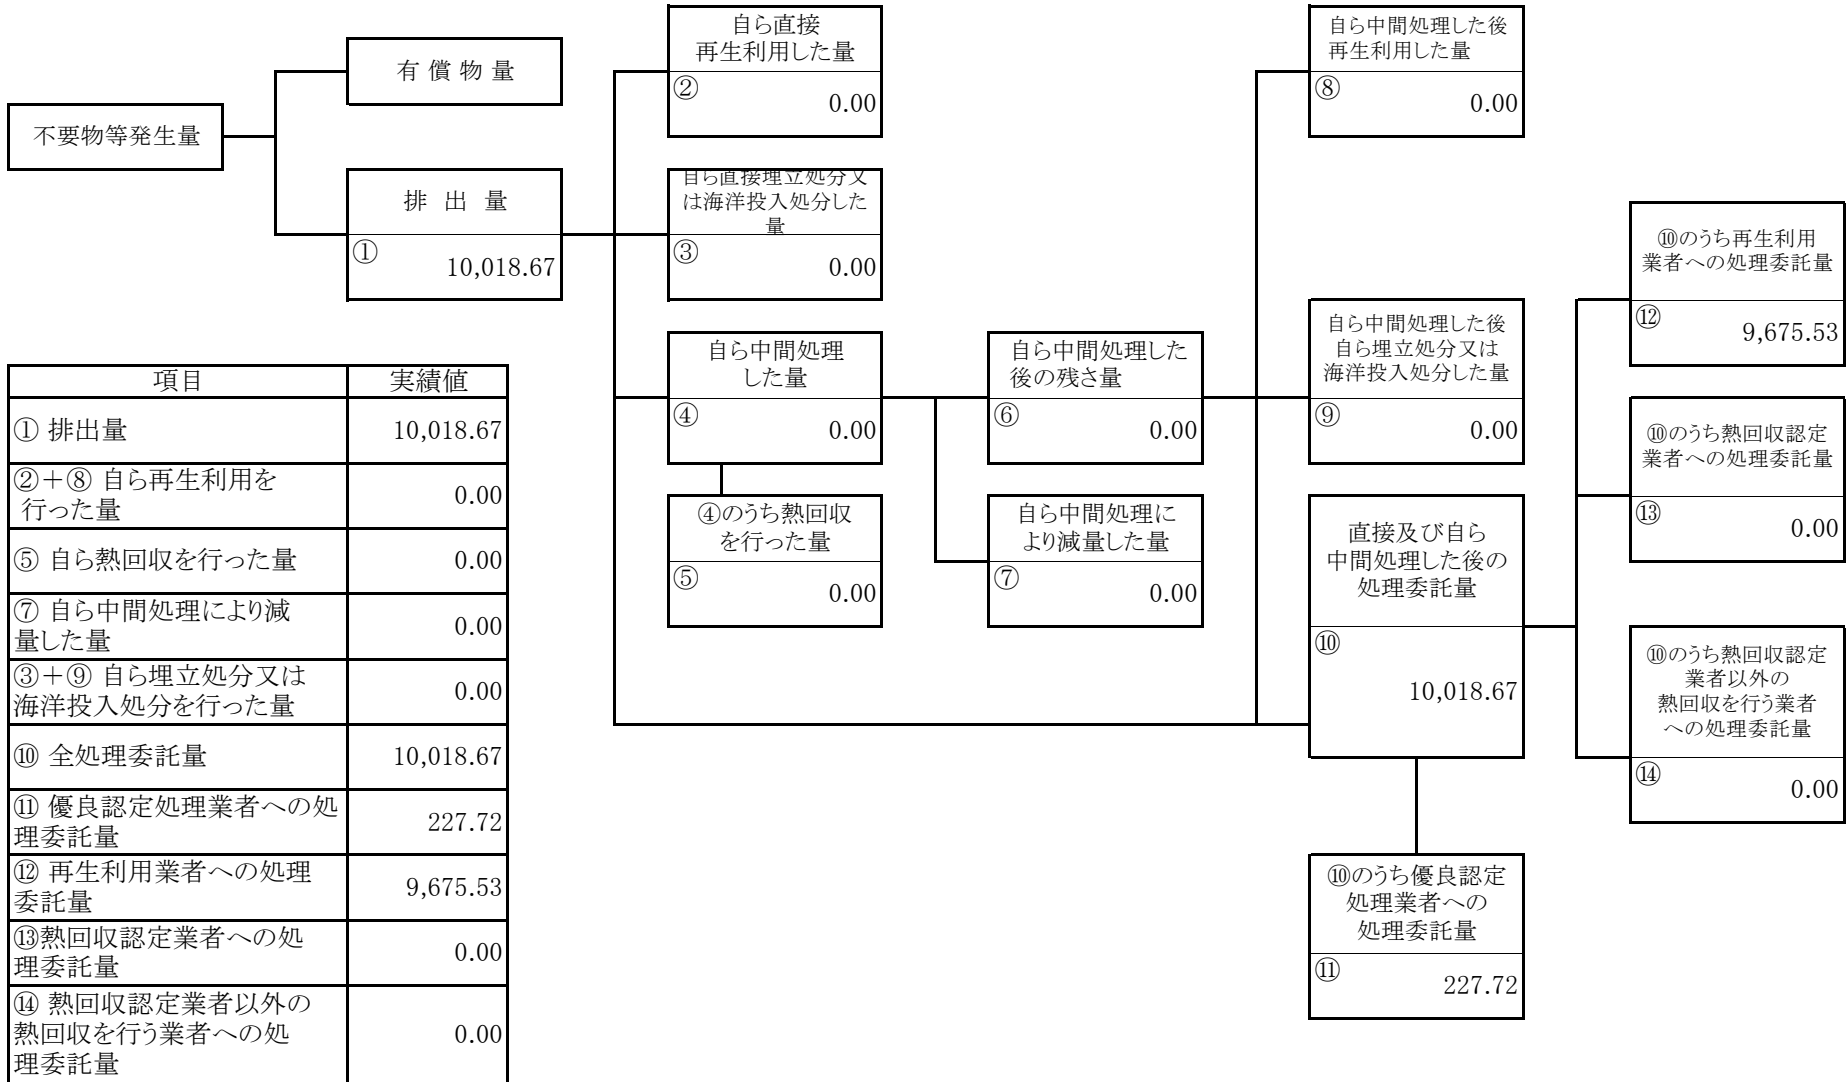 不要物等発生量
有 償 物 量
排 出 量
①
10,018.67
自ら直接
再生利用した量
②
0.00
自ら直接埋立処分又
は海洋投入処分した
量
③
0.00
自ら中間処理
した量
④
0.00
④のうち熱回収
を行った量
⑤
0.00
自ら中間処理した
後の残さ量
⑥
0.00
自ら中間処理に
より減量した量
⑦
0.00
自ら中間処理した後
再生利用した量
⑧
0.00
自ら中間処理した後
自ら埋立処分又は
海洋投入処分した量
⑨
0.00
直接及び自ら
中間処理した後の
処理委託量
⑩
10,018.67
⑩のうち優良認定
処理業者への
処理委託量
⑪
227.72
⑩のうち再生利用
業者への処理委託量
⑫
9,675.53
⑩のうち熱回収認定
業者への処理委託量
⑬
0.00
⑩のうち熱回収認定
業者以外の
熱回収を行う業者
への処理委託量
⑭
0.00
項目 実績値
① 排出量 10,018.67
②＋⑧ 自ら再生利用を
行った量 0.00
⑤ 自ら熱回収を行った量 0.00
⑦ 自ら中間処理により減
量した量 0.00
③＋⑨ 自ら埋立処分又は
海洋投入処分を行った量 0.00
⑩ 全処理委託量 10,018.67
⑪ 優良認定処理業者への処
理委託量 227.72
⑫ 再生利用業者への処理
委託量 9,675.53
⑬熱回収認定業者への処
理委託量 0.00
⑭ 熱回収認定業者以外の
熱回収を行う業者への処
理委託量 0.00